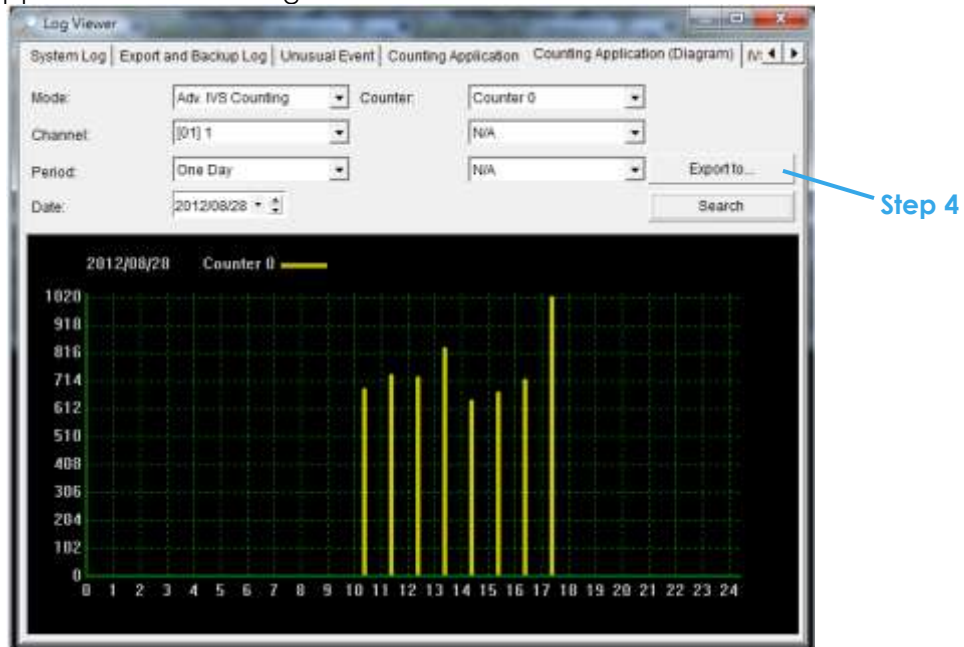 Log Viewer
System Log Export and Backup Log Unusual Event Counting Application Counting Application (Diagram)
Mode: Adv. IVS Counting Counter: Counter 0
Channel: [01] 1 N/A
Period: One Day N/A Export to...
Step 4
Date: 2012/08/28 Search
2012/08/28 Counter 0
1020
918
816
714
612
510
408
306
204
102
0
0 1 2 3 4 5 6 7 8 9 10 11 12 13 14 15 16 17 18 19 20 21 22 23 24